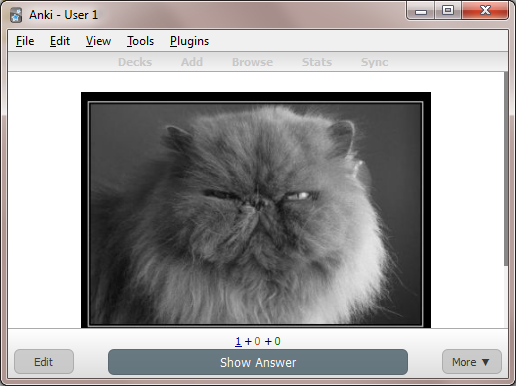 Anki - User 1
File Edit View Tools Plugins
Decks Add Browse Stats Sync
1 + 0 + 0
Edit Show Answer More ▼